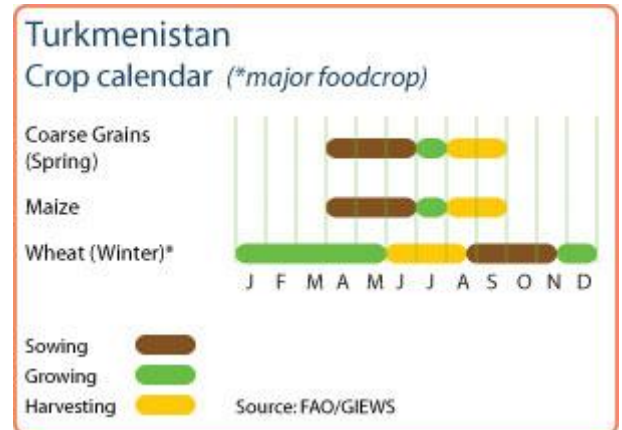 Turkmenistan
Crop calendar (*major foodcrop)
Coarse Grains
(Spring)
Maize
Wheat (Winter)*
J F M A M J J A S O N D
Sowing
Growing
Harvesting
Source: FAO/GIEWS